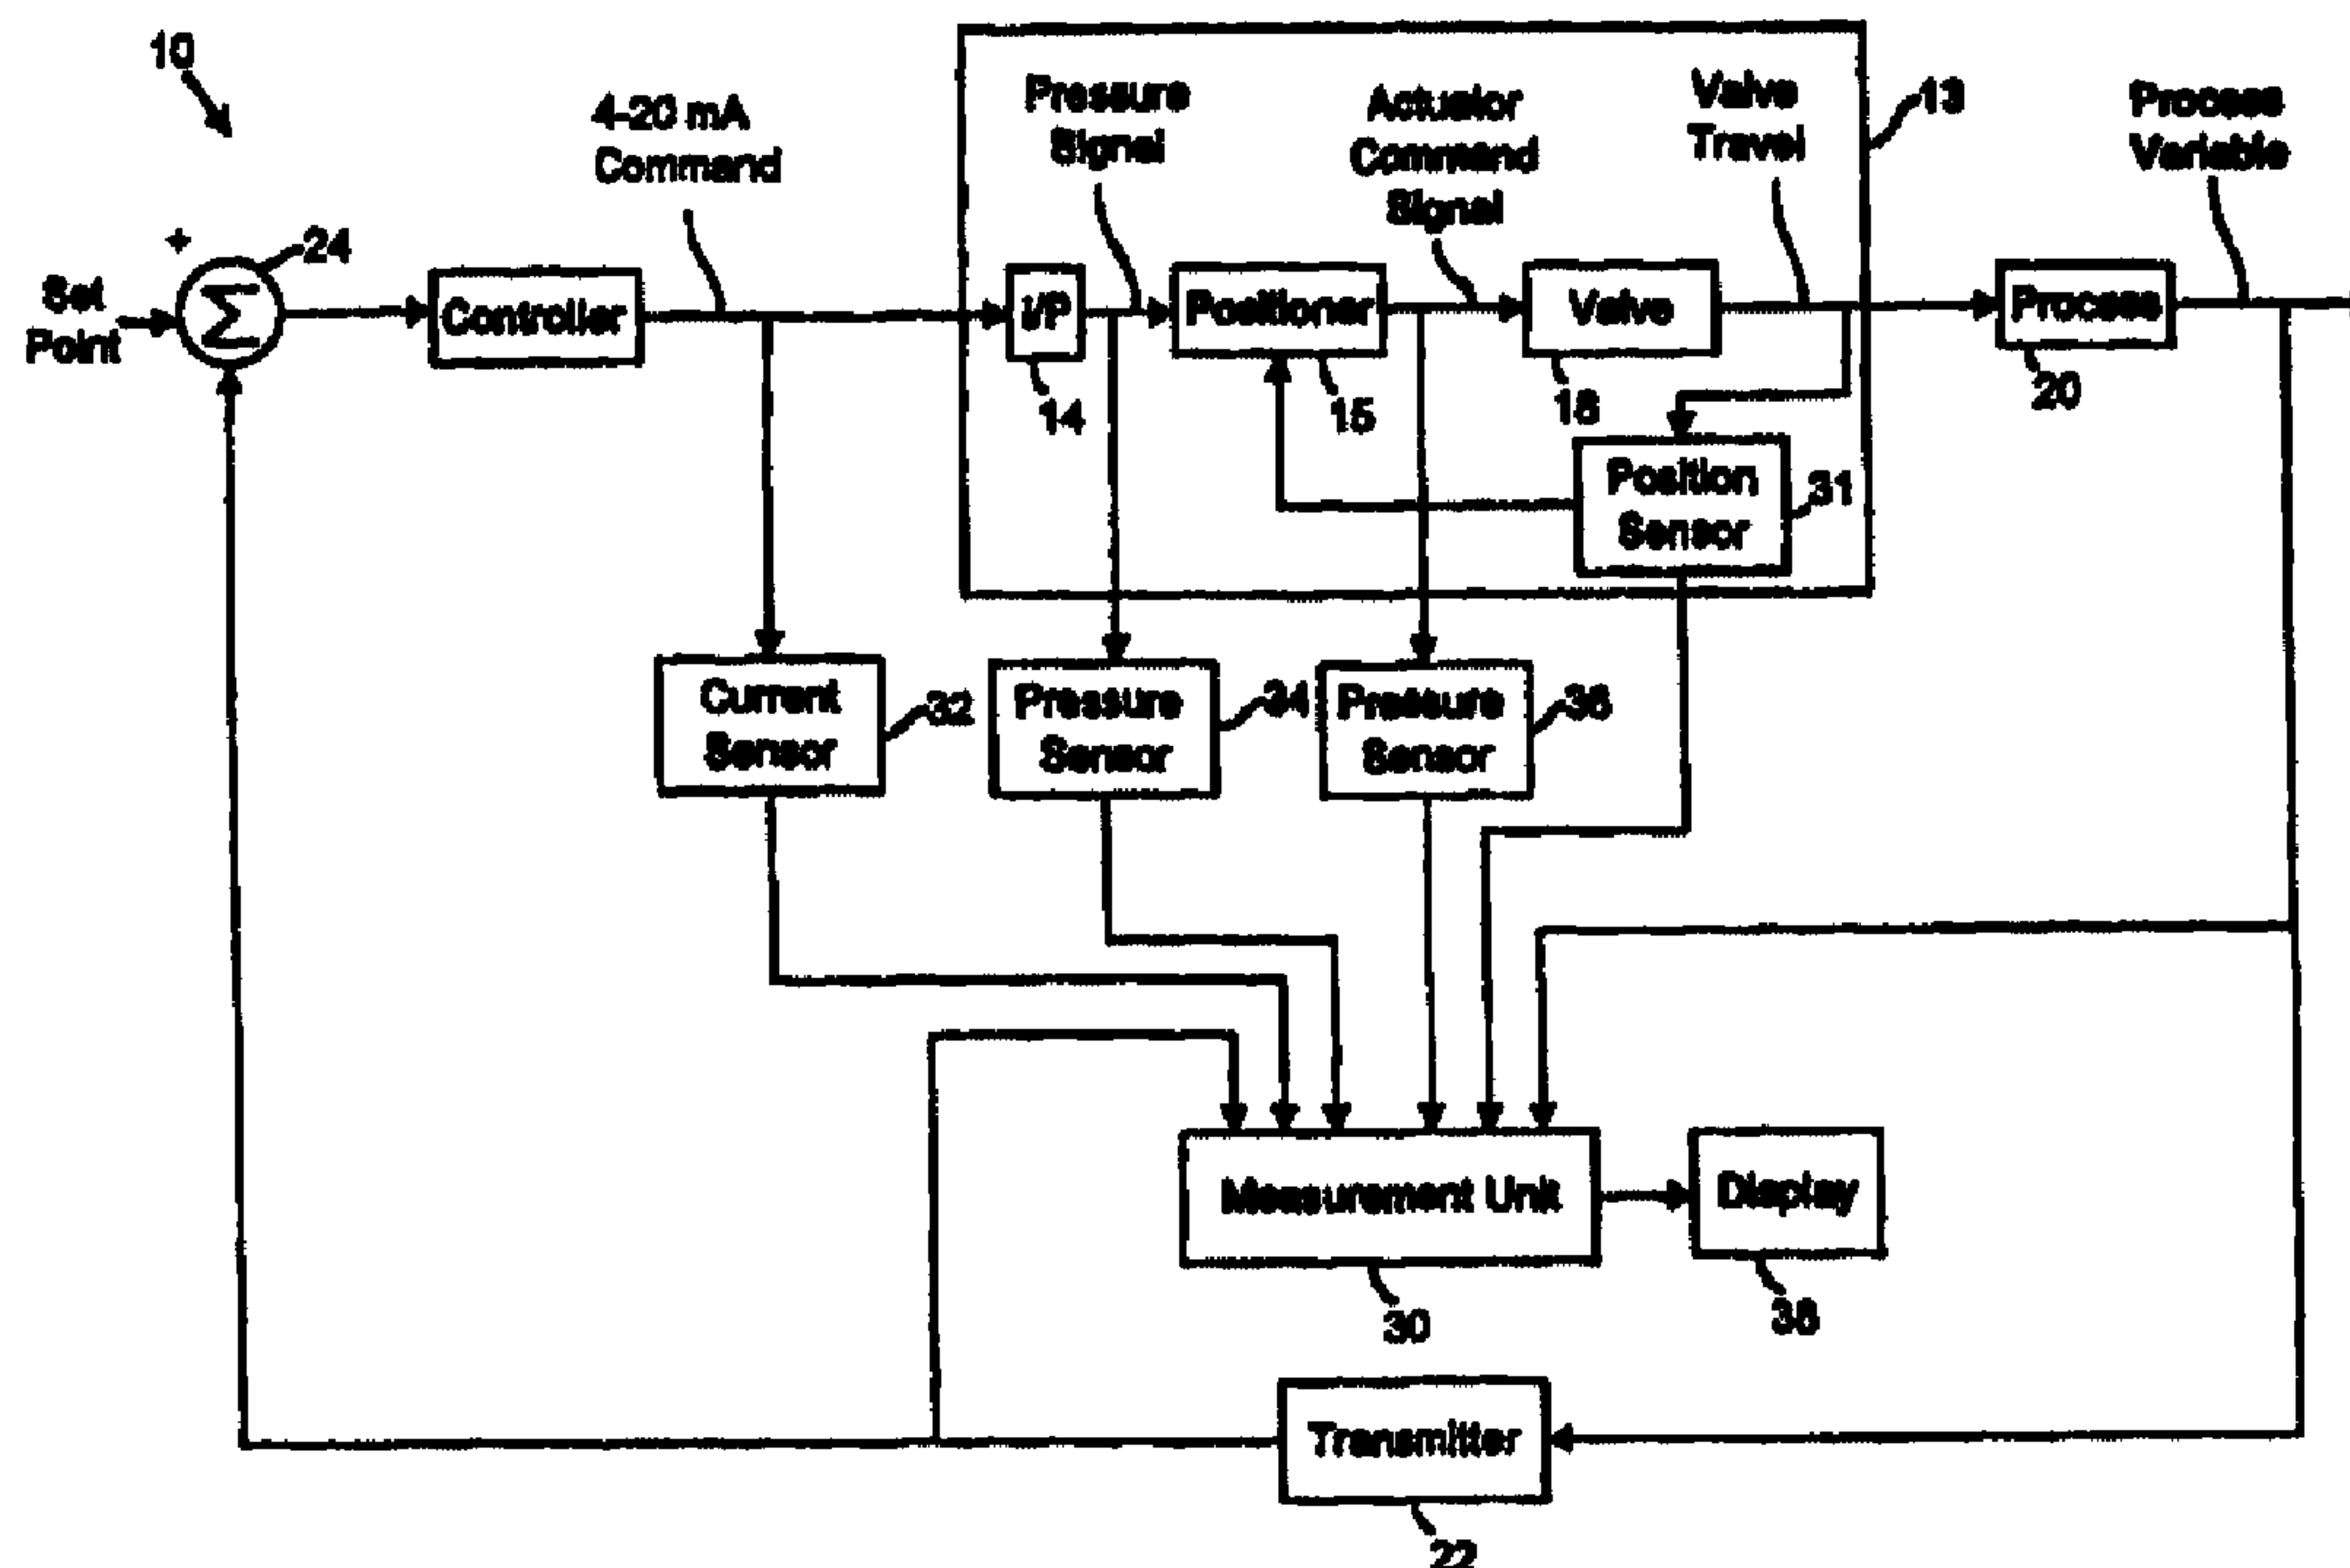 10
4-20 mA
Command
Pressure
Signal
Actuator
Command
Signal
Valve
Travel
13
Process
Variable
+
24
Set
Point
Σ
Controller
I/P
Positioner
Valve
Process
14
15
18
20
Position
Sensor
31
Current
Sensor
32
Pressure
Sensor
34
Pressure
Sensor
36
Measurement Unit
Display
30
38
Transmitter
22